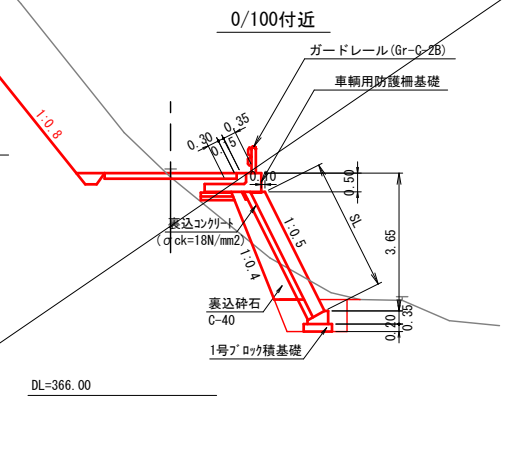 0/100付近
ガードレール(Gr-C-2B)
車輌用防護柵基礎
1:0.8
0.30
0.15
0.35
0.10
0.50
SL
3.65
裏込コンクリート
(σck=18N/mm2)
1:0.5
1:0.4
裏込砕石
C-40
0.35
0.20
1号ブロック積基礎
DL=366.00